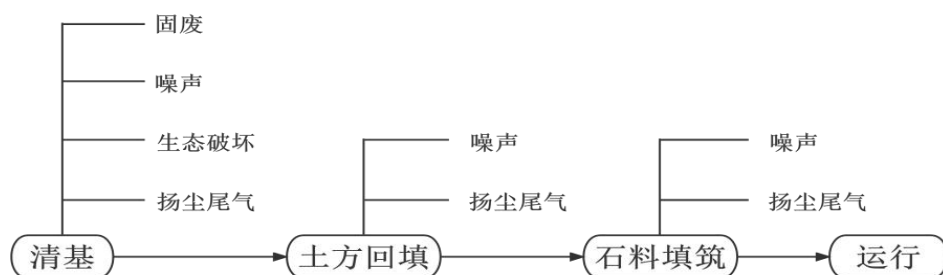 固废
噪声
生态破坏 噪声 噪声
扬尘尾气 扬尘尾气 扬尘尾气
清基 土方回填 石料填筑 运行